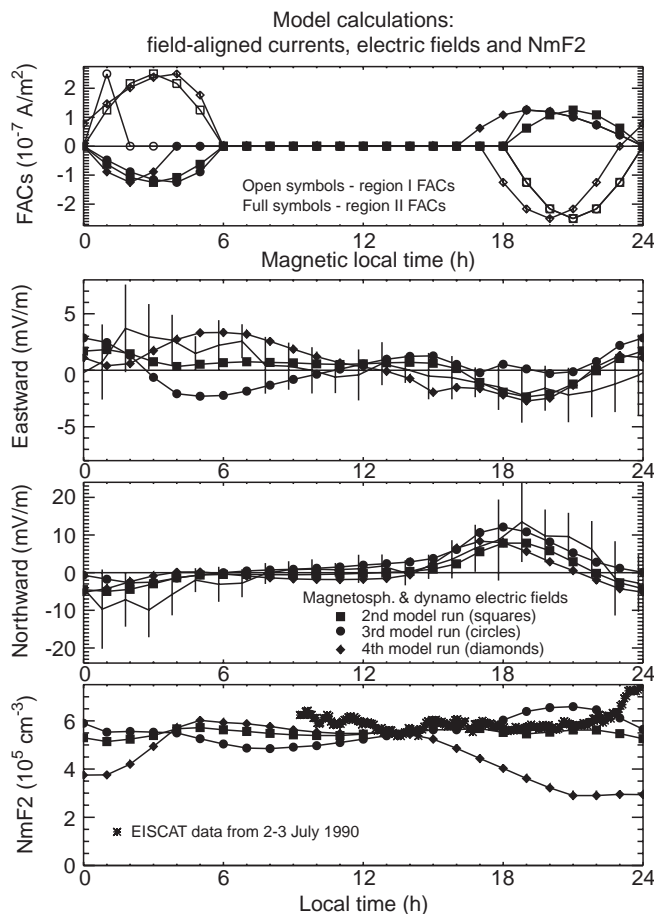 Model calculations:
field-aligned currents, electric fields and NmF2
FACs (10⁻⁷ A/m²)
2
1
0
-1
-2
Open symbols - region I FACs
Full symbols - region II FACs
0 6 12 18 24
Magnetic local time (h)
Eastward (mV/m)
5
0
-5
0 6 12 18 24
Northward (mV/m)
20
10
0
-10
-20
Magnetosph. & dynamo electric fields
2nd model run (squares)
3rd model run (circles)
4th model run (diamonds)
0 6 12 18 24
NmF2 (10⁵ cm⁻³)
8
6
4
2
0
EISCAT data from 2-3 July 1990
0 6 12 18 24
Local time (h)